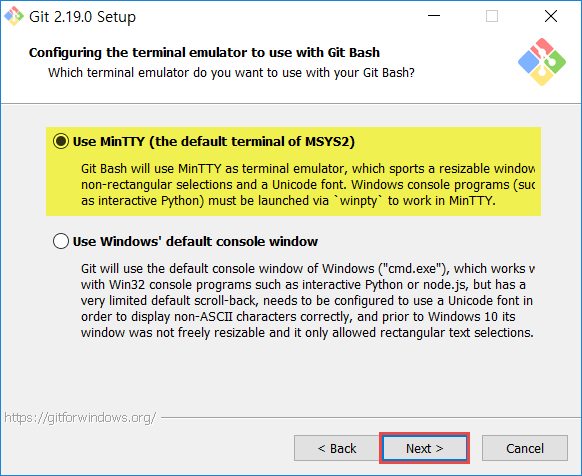 Git 2.19.0 Setup
Configuring the terminal emulator to use with Git Bash
Which terminal emulator do you want to use with your Git Bash?
Use MinTTY (the default terminal of MSYS2)
Git Bash will use MinTTY as terminal emulator, which sports a resizable window
non-rectangular selections and a Unicode font. Windows console programs (suc
as interactive Python) must be launched via `winpty` to work in MinTTY.
Use Windows' default console window
Git will use the default console window of Windows ("cmd.exe"), which works w
with Win32 console programs such as interactive Python or node.js, but has a
very limited default scroll-back, needs to be configured to use a Unicode font in
order to display non-ASCII characters correctly, and prior to Windows 10 its
window was not freely resizable and it only allowed rectangular text selections.
https://gitforwindows.org/
< Back
Next >
Cancel